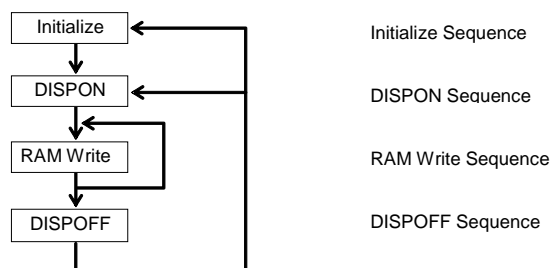 Initialize
Initialize Sequence
DISPON
DISPON Sequence
RAM Write
RAM Write Sequence
DISPOFF
DISPOFF Sequence